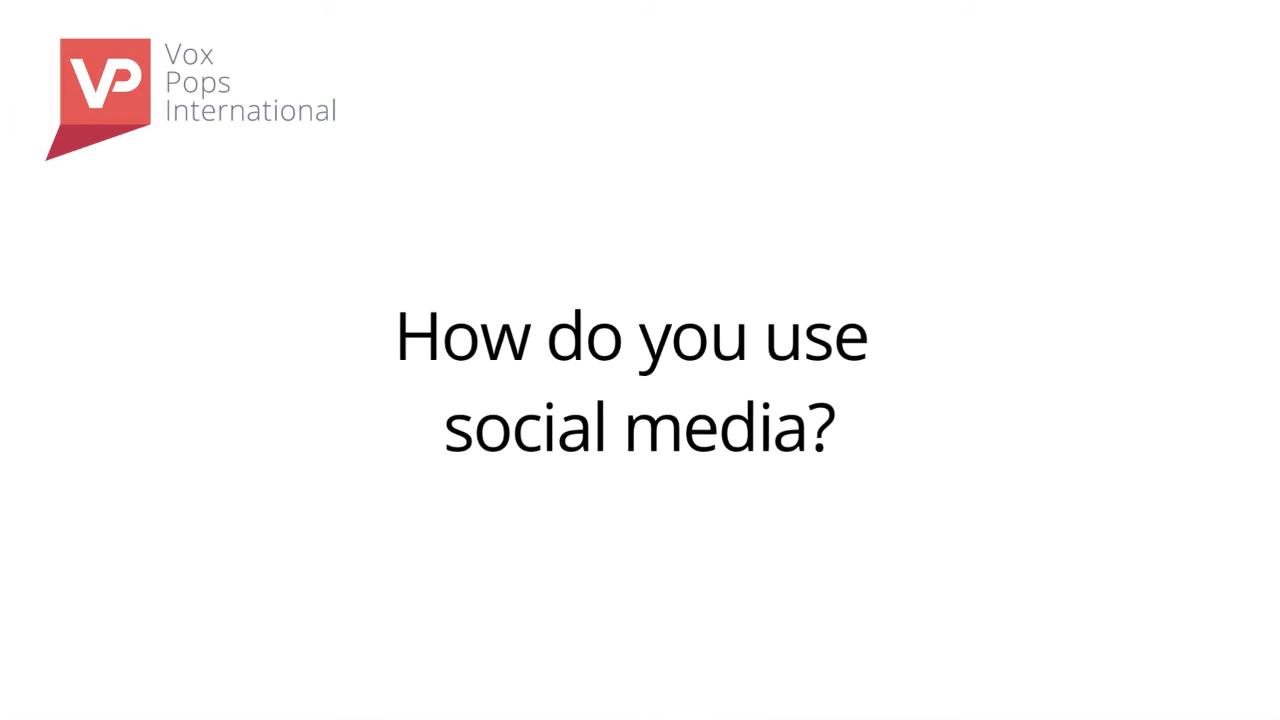 VP
Vox
Pops
International
How do you use
social media?